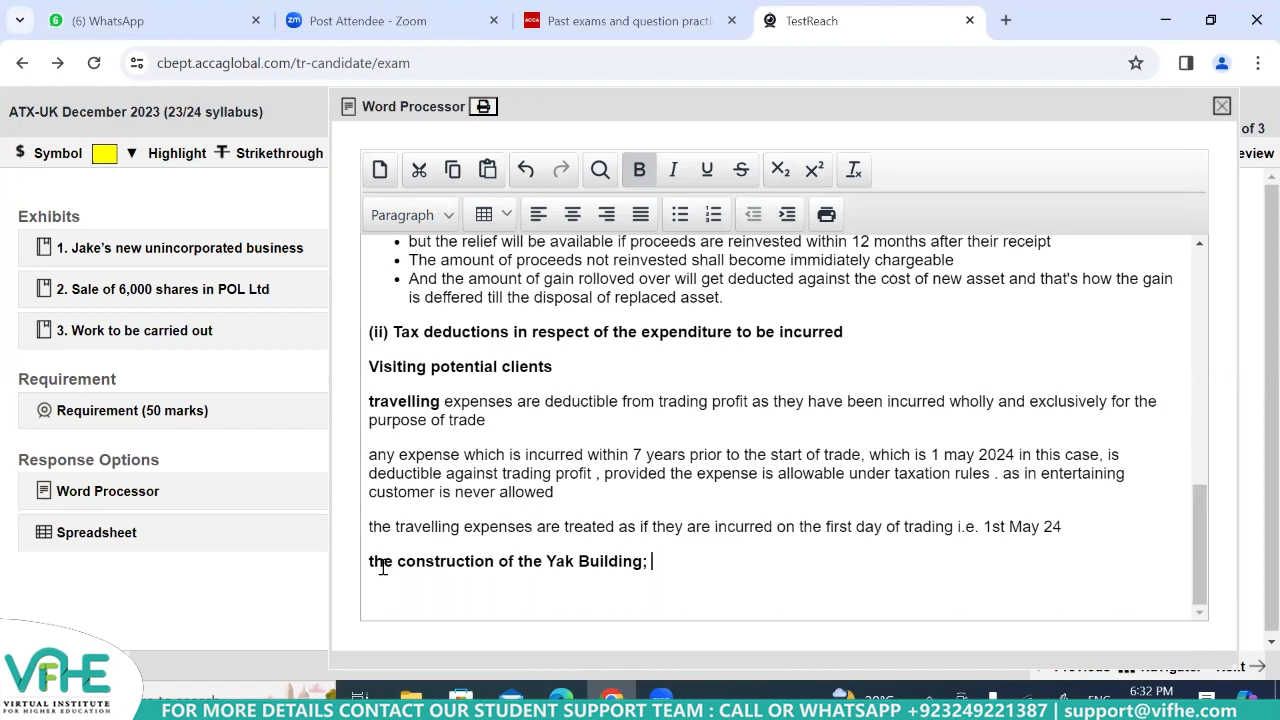 (6) WhatsApp
Post Attendee - Zoom
Past exams and question practi
TestReach
cbept.accaglobal.com/tr-candidate/exam
ATX-UK December 2023 (23/24 syllabus)
Word Processor
of 3
$ Symbol
Highlight
Strikethrough
eview
Paragraph
Exhibits
1. Jake's new unincorporated business
2. Sale of 6,000 shares in POL Ltd
3. Work to be carried out
Requirement
Requirement (50 marks)
Response Options
Word Processor
Spreadsheet
but the relief will be available if proceeds are reinvested within 12 months after their receipt
The amount of proceeds not reinvested shall become immidiately chargeable
And the amount of gain rolloved over will get deducted against the cost of new asset and that's how the gain
is deffered till the disposal of replaced asset.
(ii) Tax deductions in respect of the expenditure to be incurred
Visiting potential clients
travelling expenses are deductible from trading profit as they have been incurred wholly and exclusively for the
purpose of trade
any expense which is incurred within 7 years prior to the start of trade, which is 1 may 2024 in this case, is
deductible against trading profit , provided the expense is allowable under taxation rules . as in entertaining
customer is never allowed
the travelling expenses are treated as if they are incurred on the first day of trading i.e. 1st May 24
the construction of the Yak Building;
ENG
6:32 PM
VIFHE
VIRTUAL INSTITUTE
FOR HIGHER EDUCATION
FOR MORE DETAILS CONTACT OUR STUDENT SUPPORT TEAM : CALL OR WHATSAPP +923249221387 | support@vifhe.com